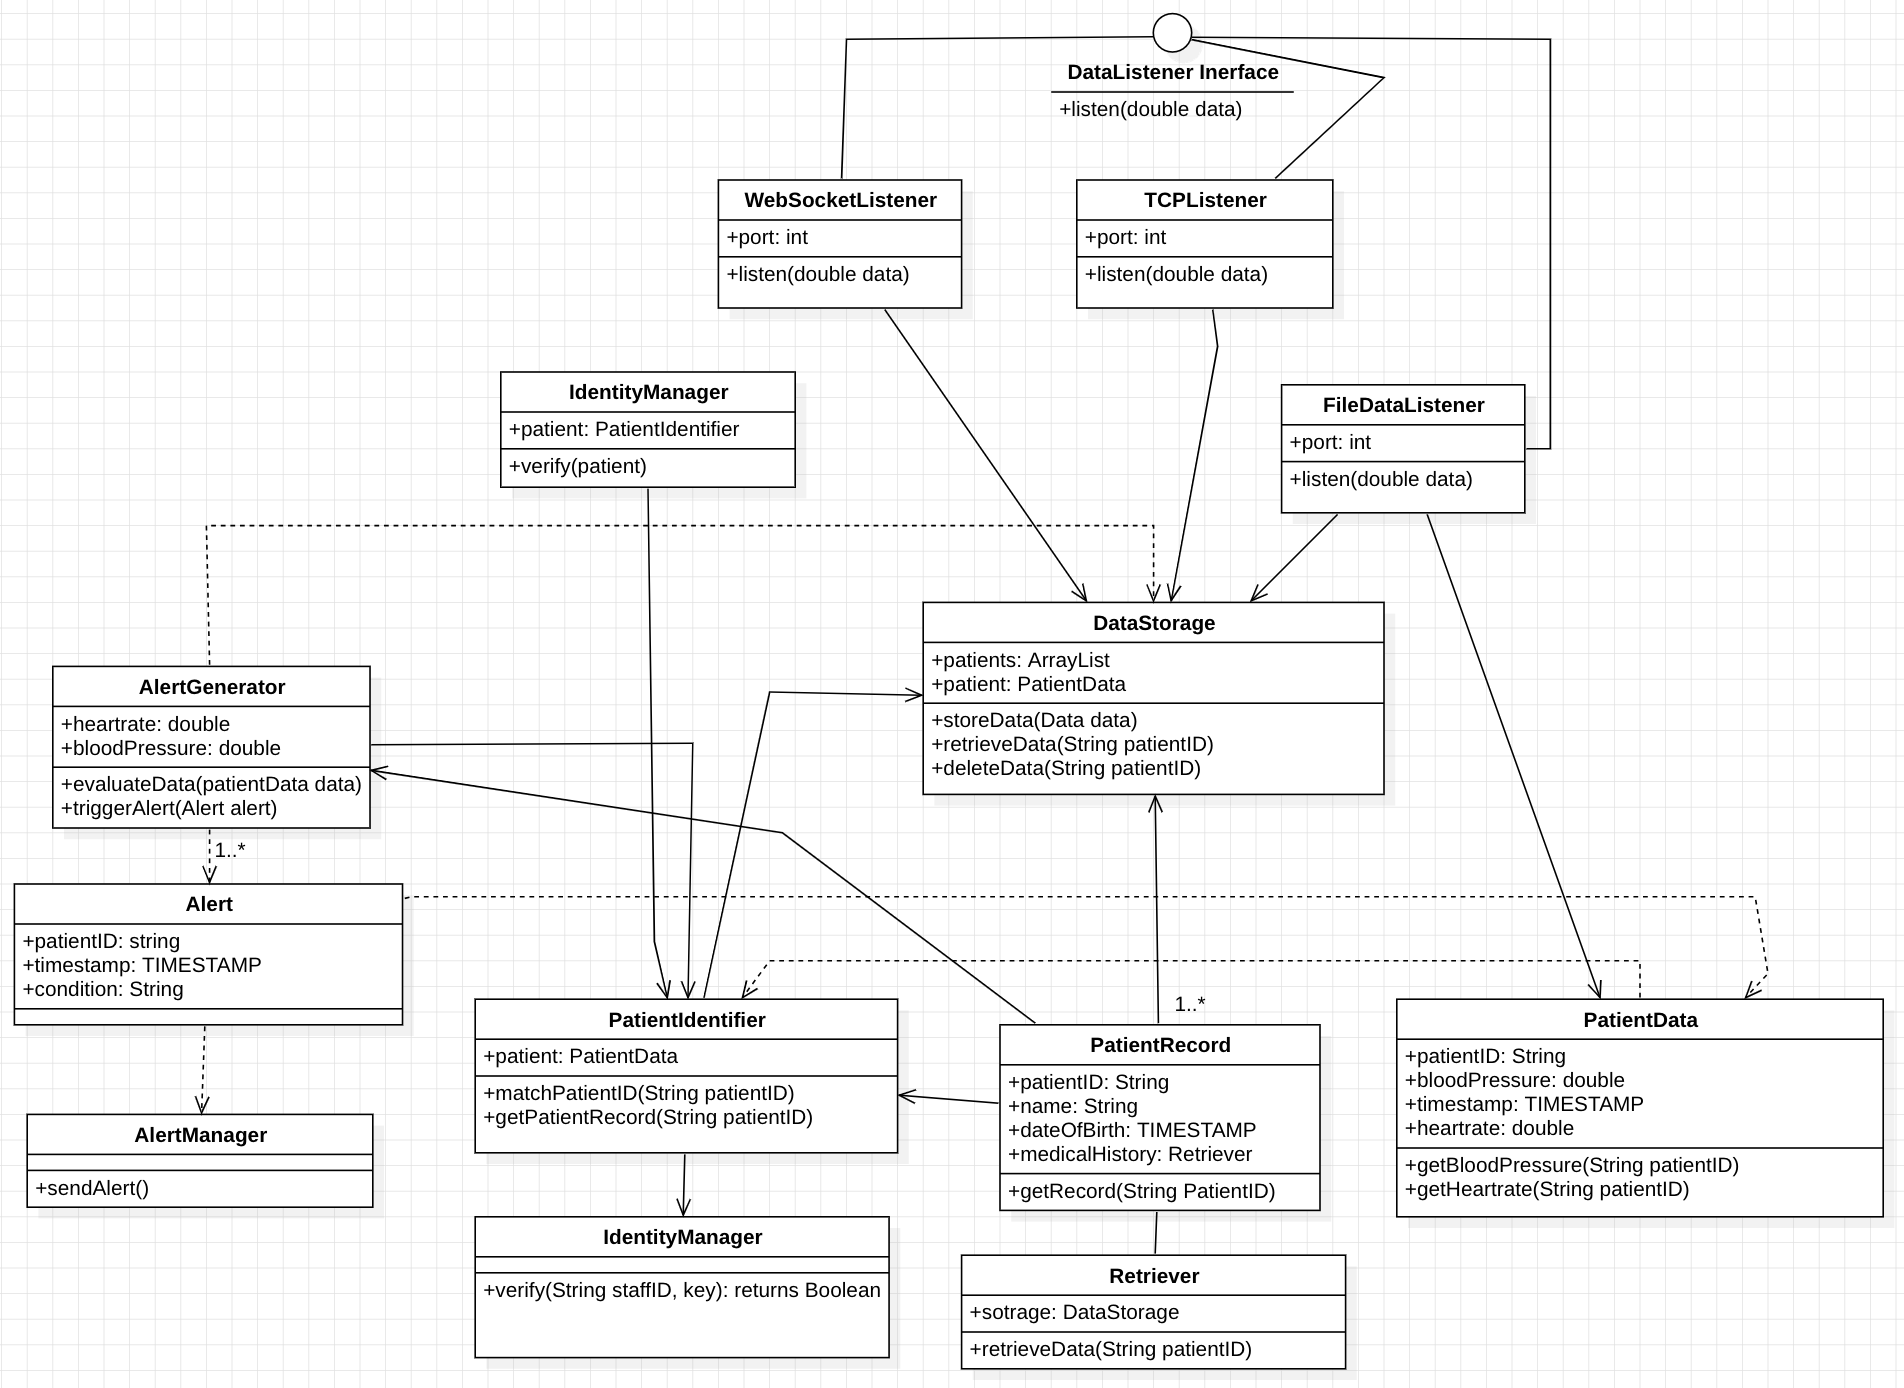 DataListener Inerface
+listen(double data)
WebSocketListener
+port: int
+listen(double data)
TCPListener
+port: int
+listen(double data)
IdentityManager
+patient: PatientIdentifier
+verify(patient)
FileDataListener
+port: int
+listen(double data)
DataStorage
+patients: ArrayList
+patient: PatientData
+storeData(Data data)
+retrieveData(String patientID)
+deleteData(String patientID)
AlertGenerator
+heartrate: double
+bloodPressure: double
+evaluateData(patientData data)
+triggerAlert(Alert alert)
1..*
Alert
+patientID: string
+timestamp: TIMESTAMP
+condition: String
AlertManager
+sendAlert()
PatientIdentifier
+patient: PatientData
+matchPatientID(String patientID)
+getPatientRecord(String patientID)
IdentityManager
+verify(String staffID, key): returns Boolean
1..*
PatientRecord
+patientID: String
+name: String
+dateOfBirth: TIMESTAMP
+medicalHistory: Retriever
+getRecord(String PatientID)
Retriever
+sotrage: DataStorage
+retrieveData(String patientID)
PatientData
+patientID: String
+bloodPressure: double
+timestamp: TIMESTAMP
+heartrate: double
+getBloodPressure(String patientID)
+getHeartrate(String patientID)